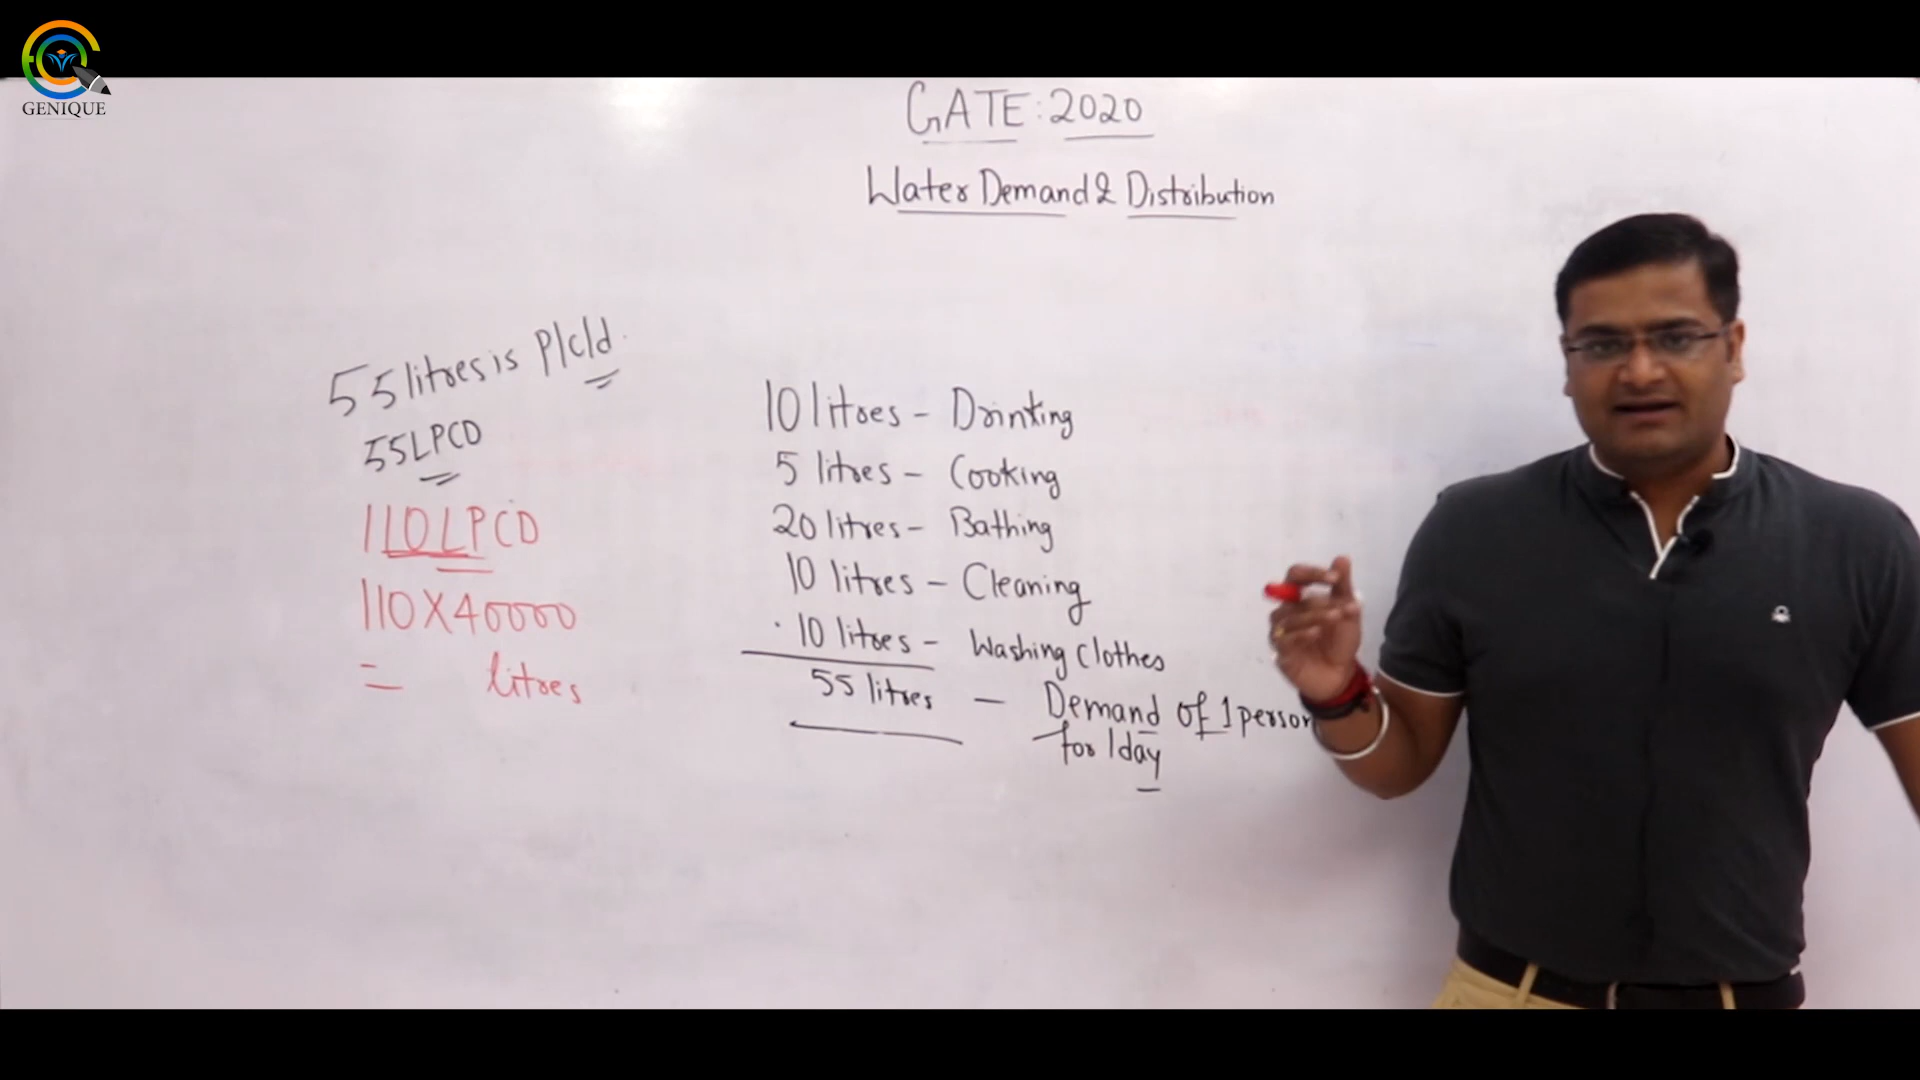 GENIQUE
GATE: 2020
Water Demand & Distribution
55 litres is P/c/d.
55 LPCD
110 LPCD
110 X 40000
= litres
10 litres - Drinking
5 litres - Cooking
20 litres - Bathing
10 litres - Cleaning
10 litres - Washing clothes
55 litres - Demand of 1 person
for 1 day